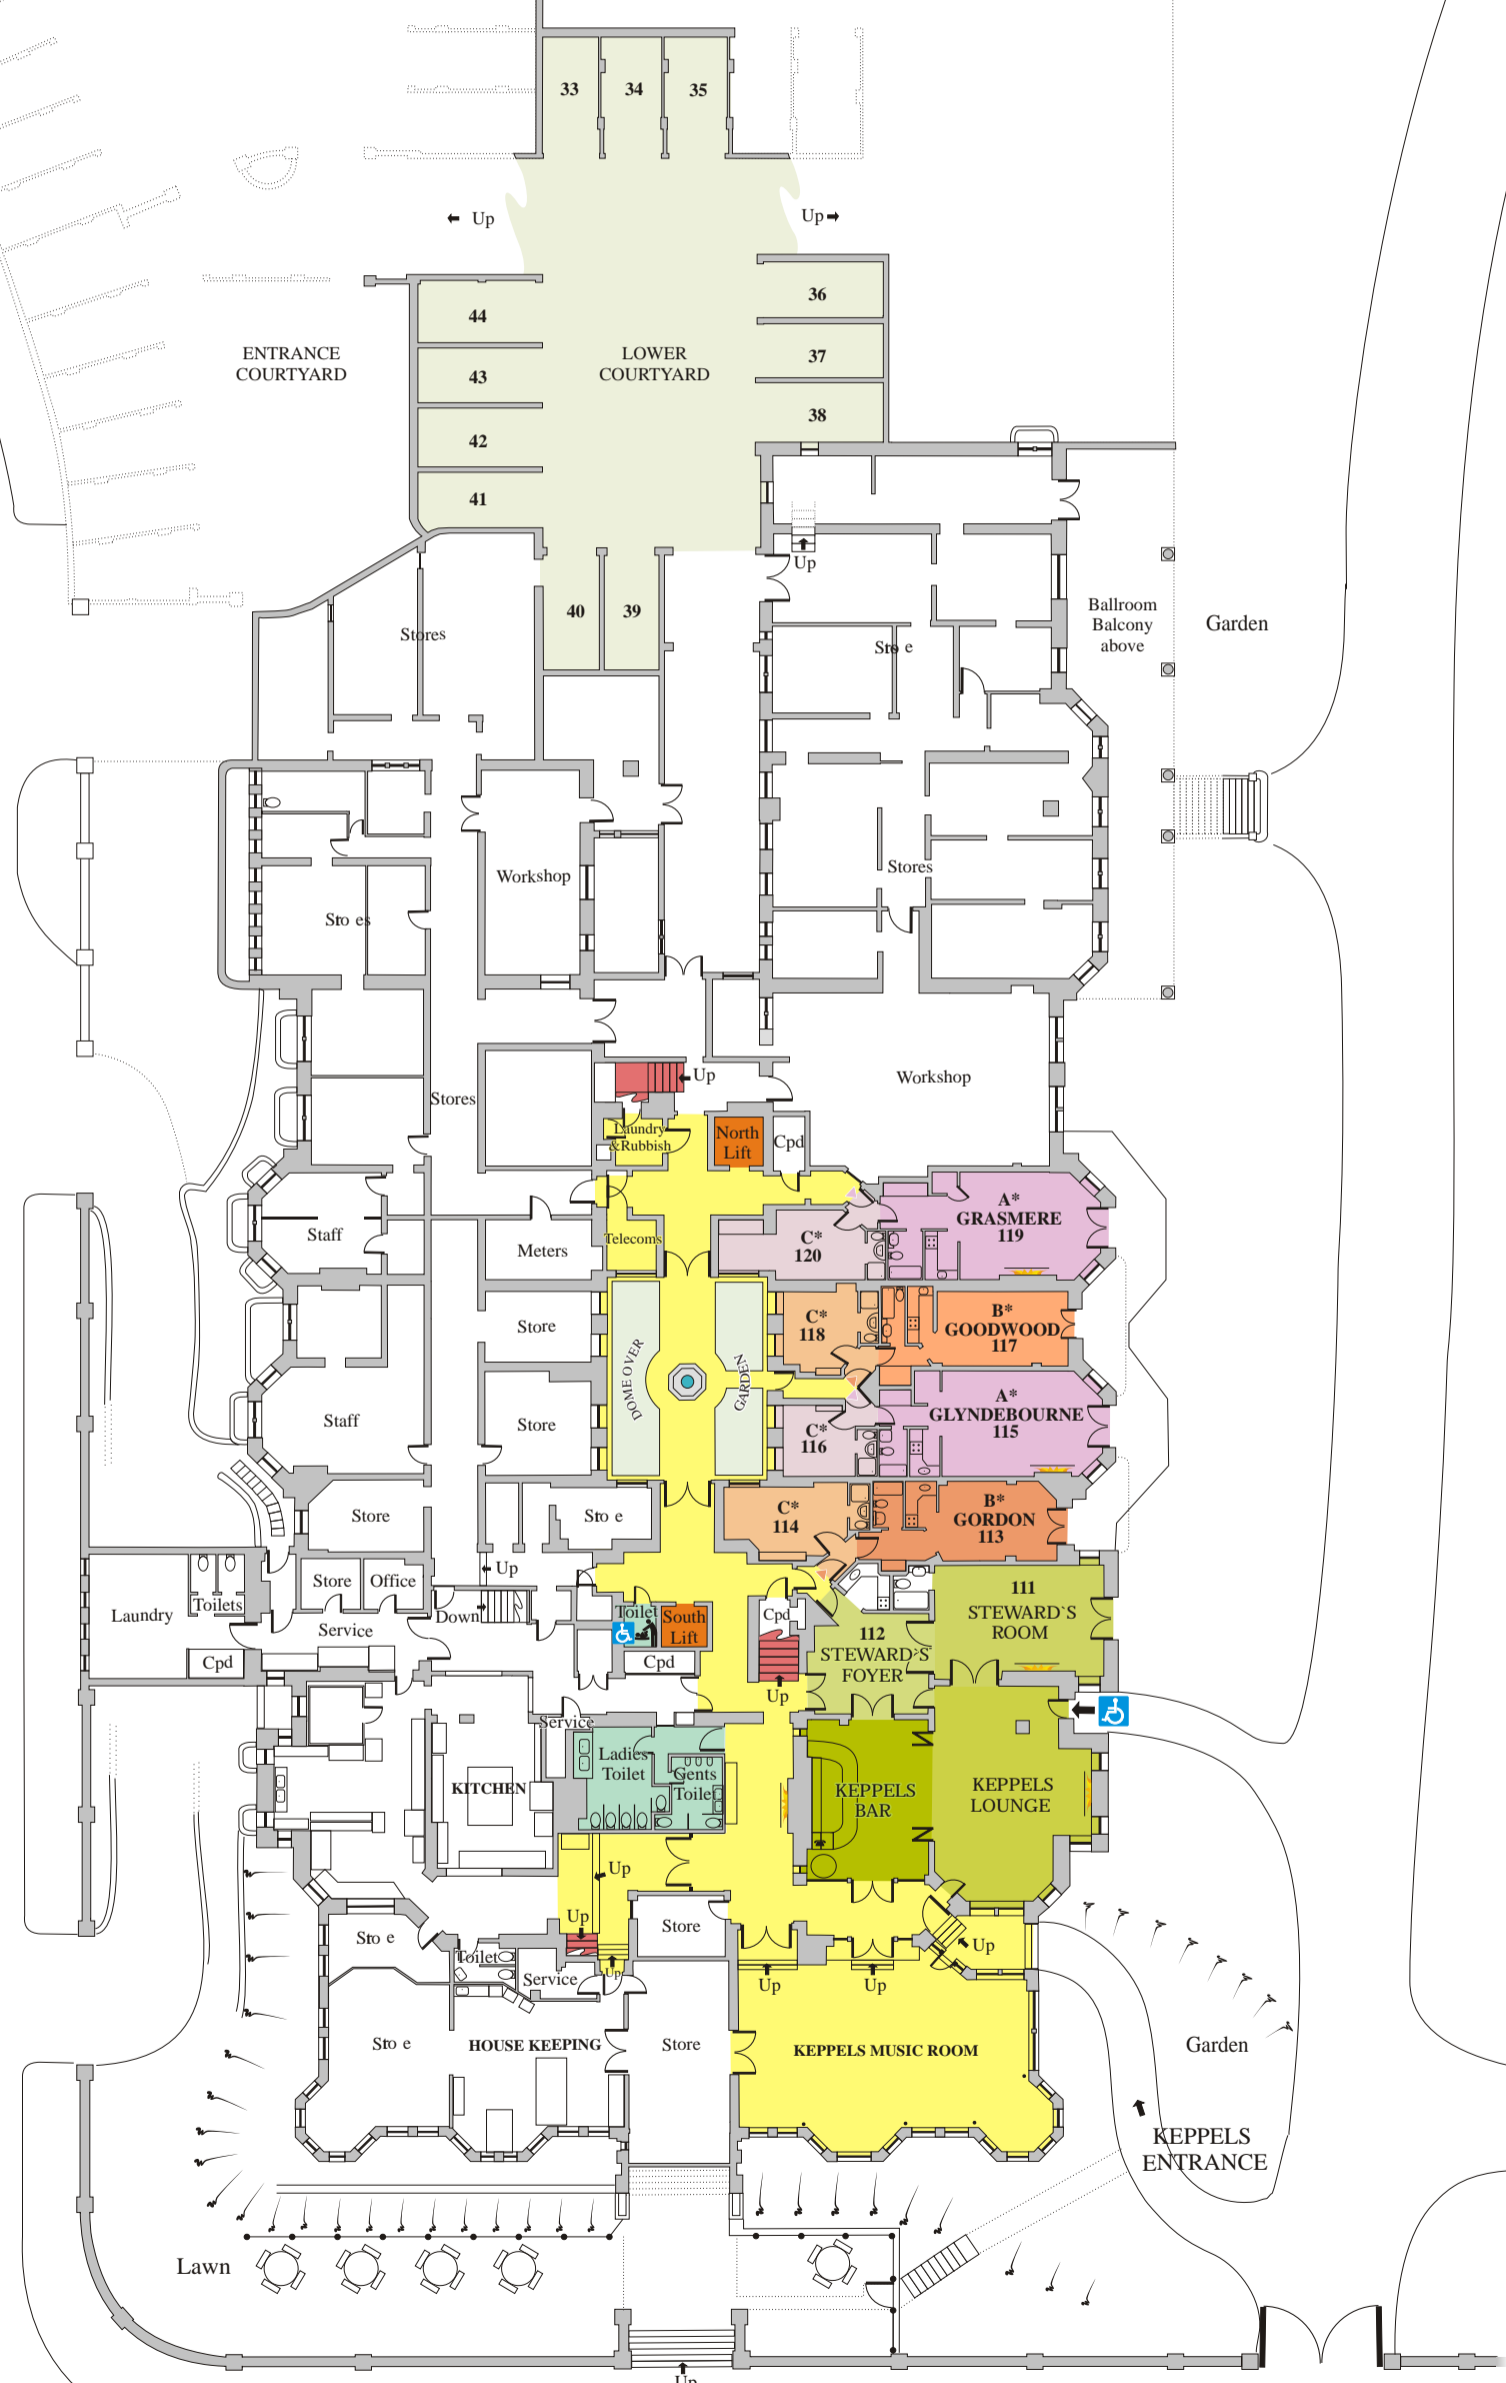 33
34
35
Up
Up
36
44
ENTRANCE
COURTYARD
LOWER
COURTYARD
37
43
38
42
41
Up
40
39
Ballroom
Balcony
above
Garden
Stores
Sto e
Workshop
Stores
Sto es
Workshop
Up
Stores
Laundry
&Rubbish
North
Lift
Cpd
A*
GRASMERE
119
Staff
Meters
Telecoms
C*
120
Store
DOME OVER
GARDEN
C*
118
B*
GOODWOOD
117
Staff
Store
C*
116
A*
GLYNDEBOURNE
115
Store
Sto e
C*
114
B*
GORDON
113
Up
Store
Office
Toilets
Laundry
Down
Service
Cpd
Toilet
South
Lift
Cpd
Cpd
111
STEWARD`S
ROOM
112
STEWARD`S
FOYER
Up
Service
Ladies
Toilet
Gents
Toilet
KITCHEN
KEPPELS
BAR
KEPPELS
LOUNGE
Up
Up
Store
Sto e
Toilet
Service
Up
Up
Up
Up
Sto e
HOUSE KEEPING
Store
KEPPELS MUSIC ROOM
Garden
KEPPELS
ENTRANCE
Lawn
Up